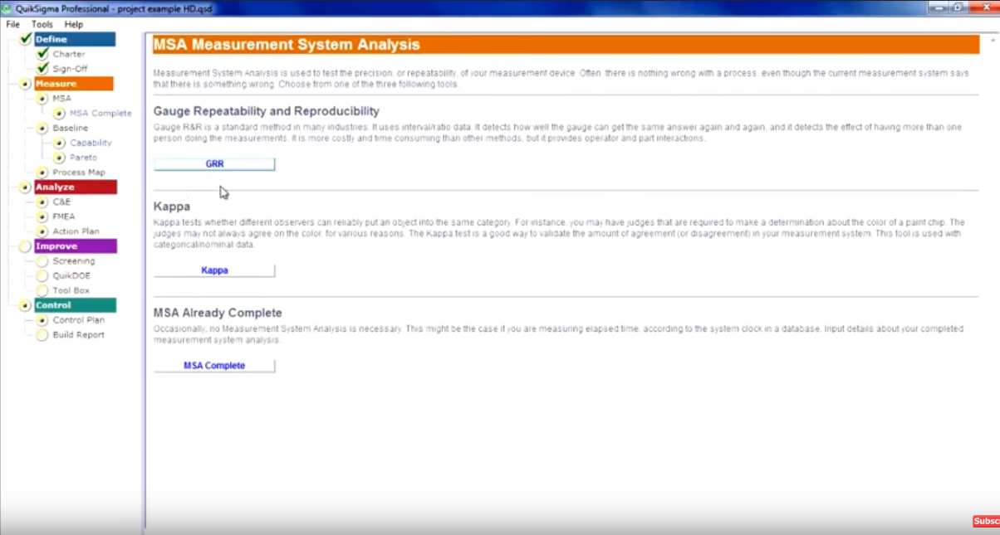 QuikSigma Professional - project example HD.qsd
File Tools Help
Define
Charter
Sign-Off
Measure
MSA
MSA Complete
Baseline
Capability
Pareto
Process Map
Analyze
C&E
FMEA
Action Plan
Improve
Screening
QuikDOE
Tool Box
Control
Control Plan
Build Report
MSA Measurement System Analysis
Measurement System Analysis is used to test the precision, or repeatability, of your measurement device. Often, there is nothing wrong with a process, even though the current measurement system says
that there is something wrong. Choose from one of the three following tools.
Gauge Repeatability and Reproducibility
Gauge R&R is a standard method in many industries. It uses interval/ratio data. It detects how well the gauge can get the same answer again and again, and it detects the effect of having more than one
person doing the measurements. It is more costly and time consuming than other methods, but it provides operator and part interactions.
GRR
Kappa
Kappa tests whether different observers can reliably put an object into the same category. For instance, you may have judges that are required to make a determination about the color of a paint chip. The
judges may not always agree on the color, for various reasons. The Kappa test is a good way to validate the amount of agreement (or disagreement) in your measurement system. This tool is used with
categorical/nominal data.
Kappa
MSA Already Complete
Occasionally, no Measurement System Analysis is necessary. This might be the case if you are measuring elapsed time, according to the system clock in a database. Input details about your completed
measurement system analysis.
MSA Complete
Subsc